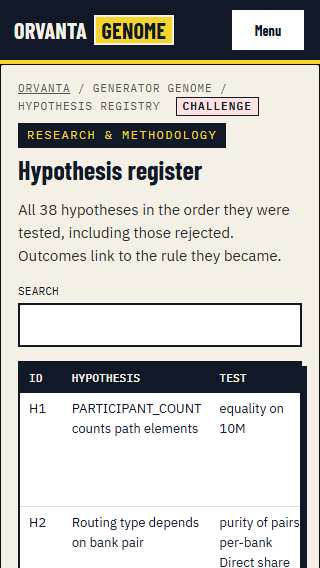 ORVANTA GENOME
Menu
ORVANTA / GENERATOR GENOME /
HYPOTHESIS REGISTRY CHALLENGE
RESEARCH & METHODOLOGY
Hypothesis register
All 38 hypotheses in the order they were
tested, including those rejected.
Outcomes link to the rule they became.
SEARCH
ID HYPOTHESIS TEST
H1 PARTICIPANT_COUNT equality on
counts path elements 10M
H2 Routing type depends purity of pairs
on bank pair per-bank
Direct share